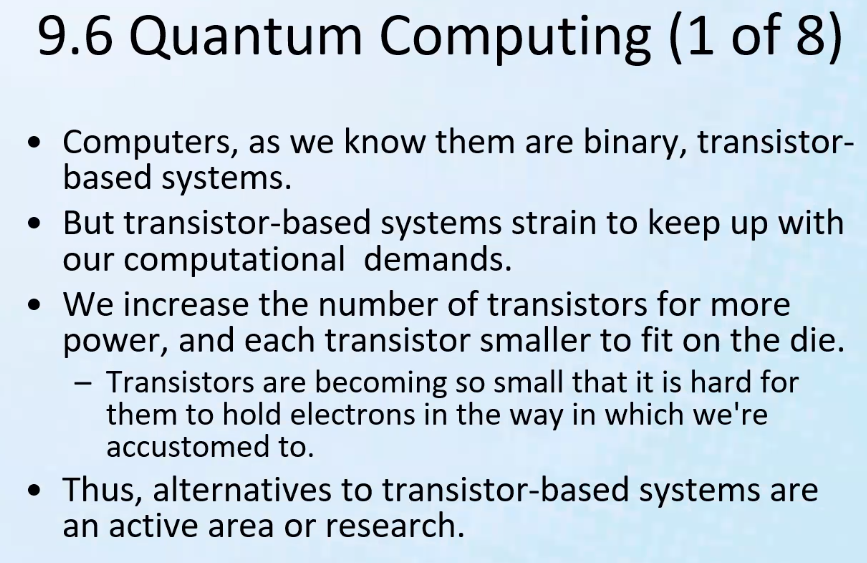 9.6 Quantum Computing (1 of 8)
• Computers, as we know them are binary, transistor-
based systems.
• But transistor-based systems strain to keep up with
our computational  demands.
• We increase the number of transistors for more
power, and each transistor smaller to fit on the die.
– Transistors are becoming so small that it is hard for
them to hold electrons in the way in which we're
accustomed to.
• Thus, alternatives to transistor-based systems are
an active area or research.